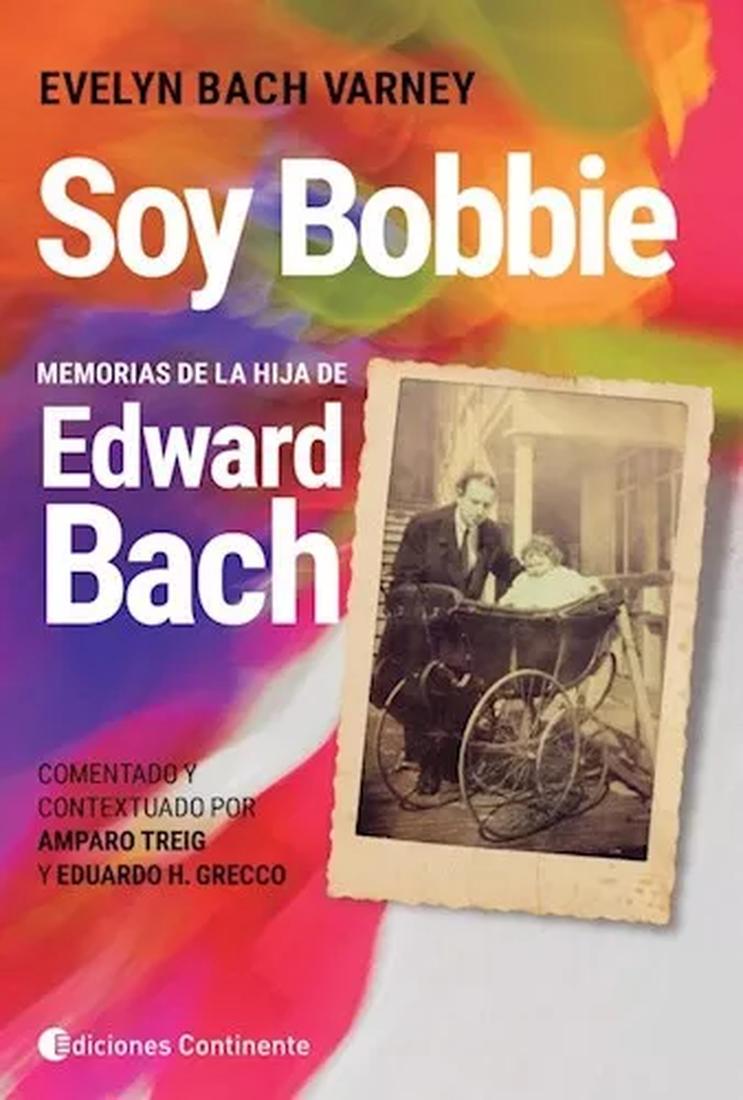 EVELYN BACH VARNEY
Soy Bobbie
MEMORIAS DE LA HIJA DE
Edward
Bach
COMENTADO Y
CONTEXTUADO POR
AMPARO TREIG
Y EDUARDO H. GRECCO
Ediciones Continente